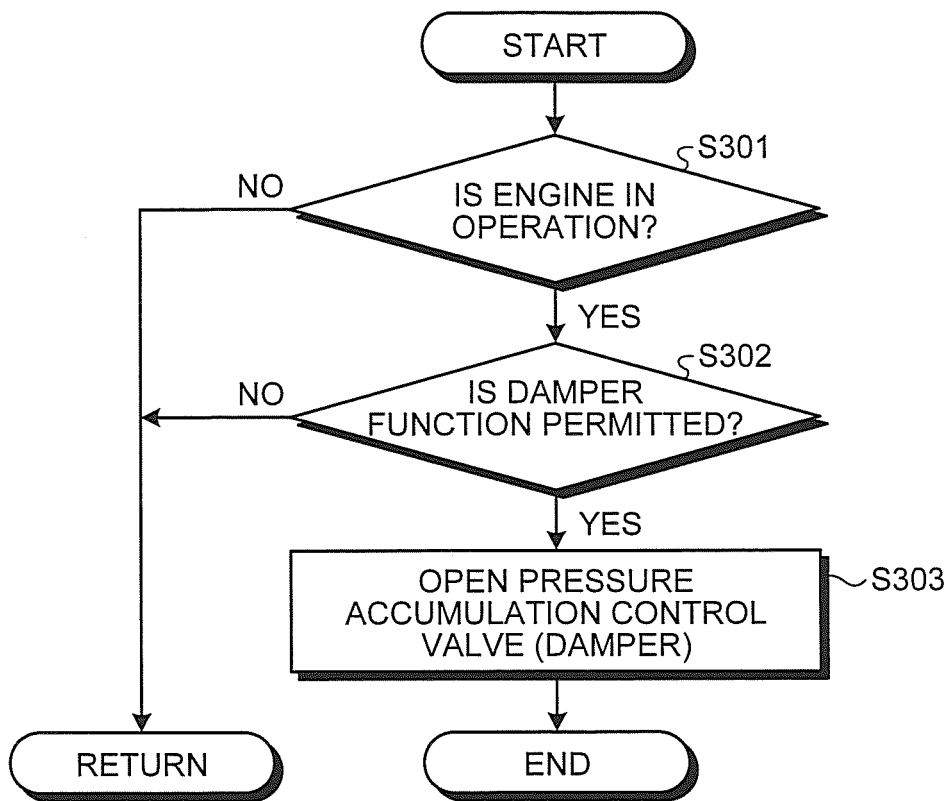 START
S301
NO
IS ENGINE IN
OPERATION?
YES
S302
NO
IS DAMPER
FUNCTION PERMITTED?
YES
S303
OPEN PRESSURE
ACCUMULATION CONTROL
VALVE (DAMPER)
RETURN
END